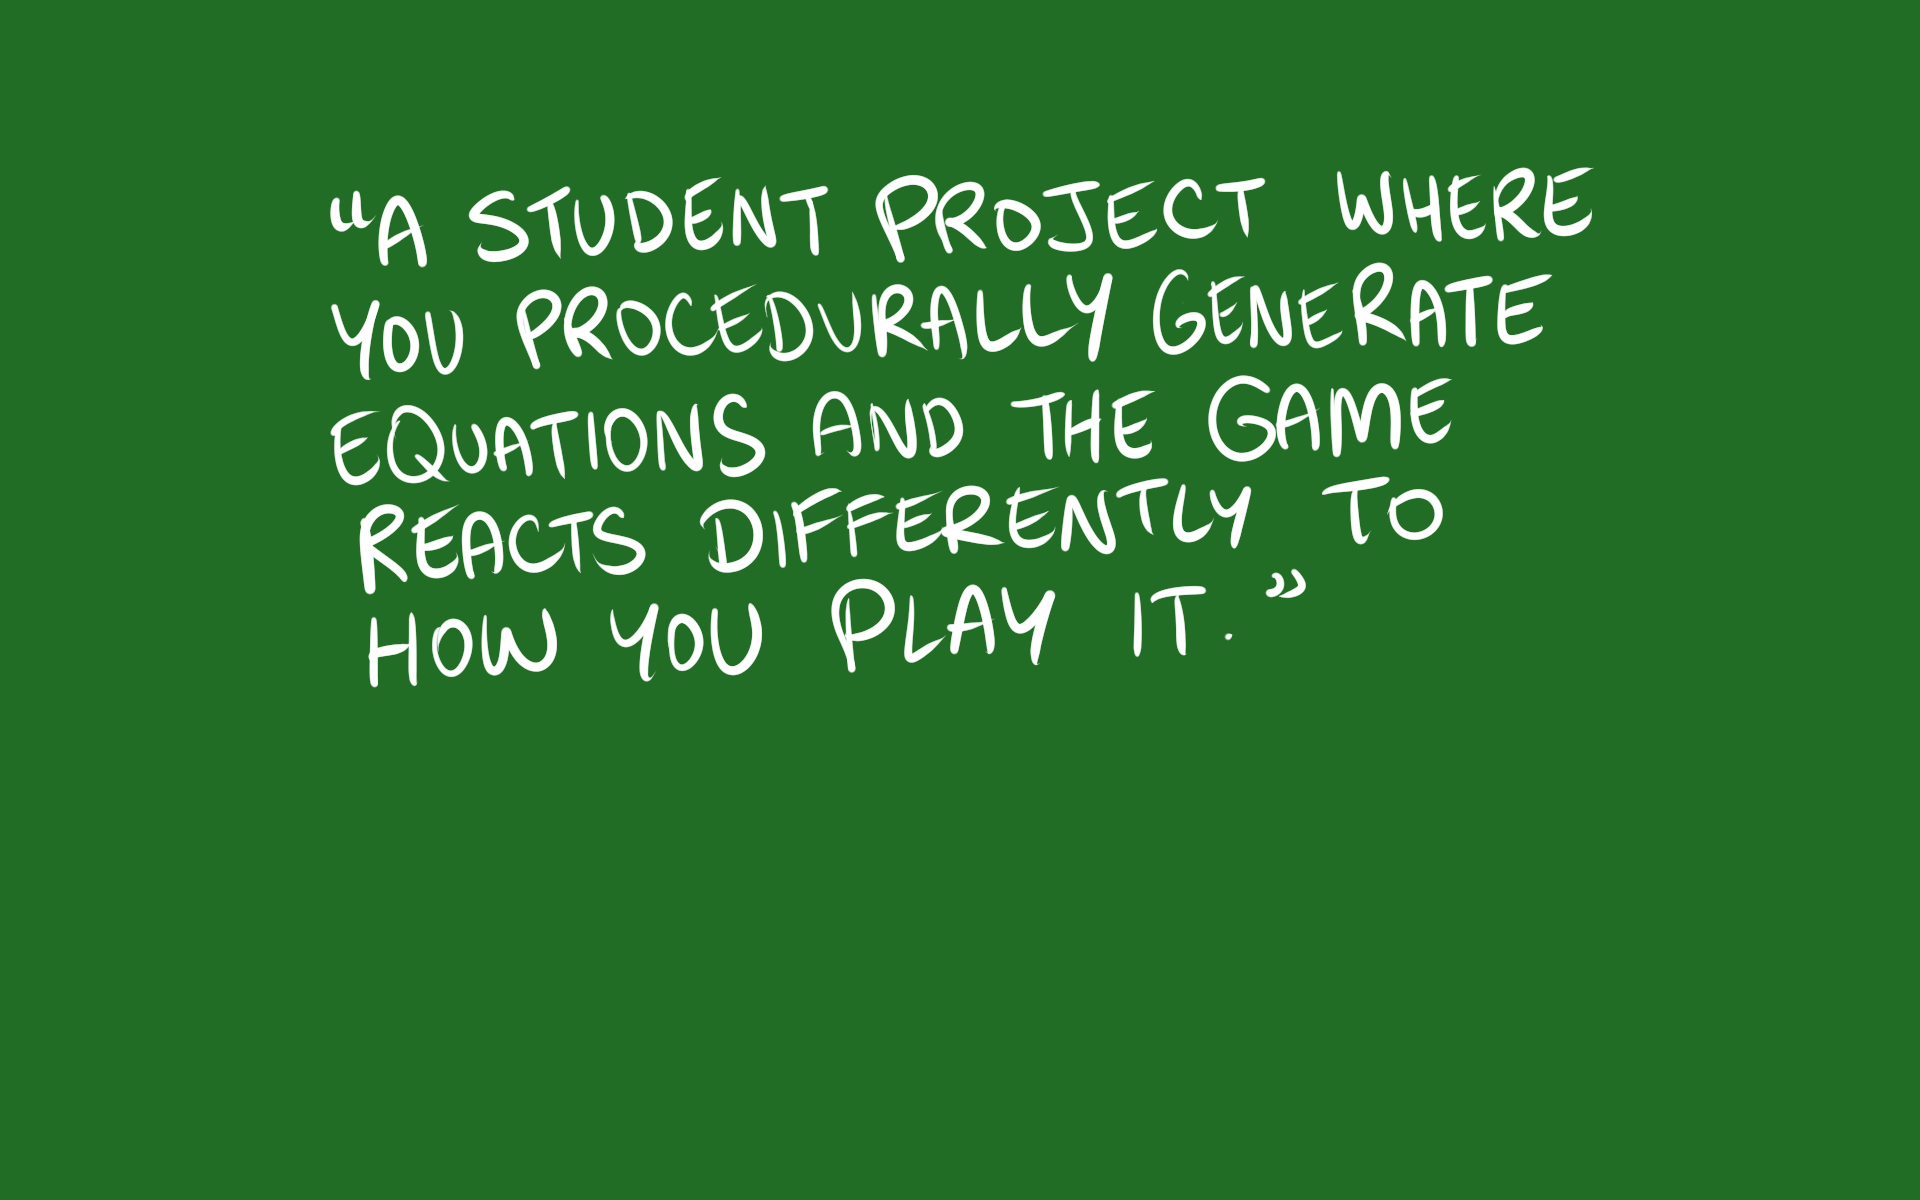 “A STUDENT PROJECT WHERE
YOU PROCEDURALLY GENERATE
EQUATIONS AND THE GAME
REACTS DIFFERENTLY TO
HOW YOU PLAY IT.”